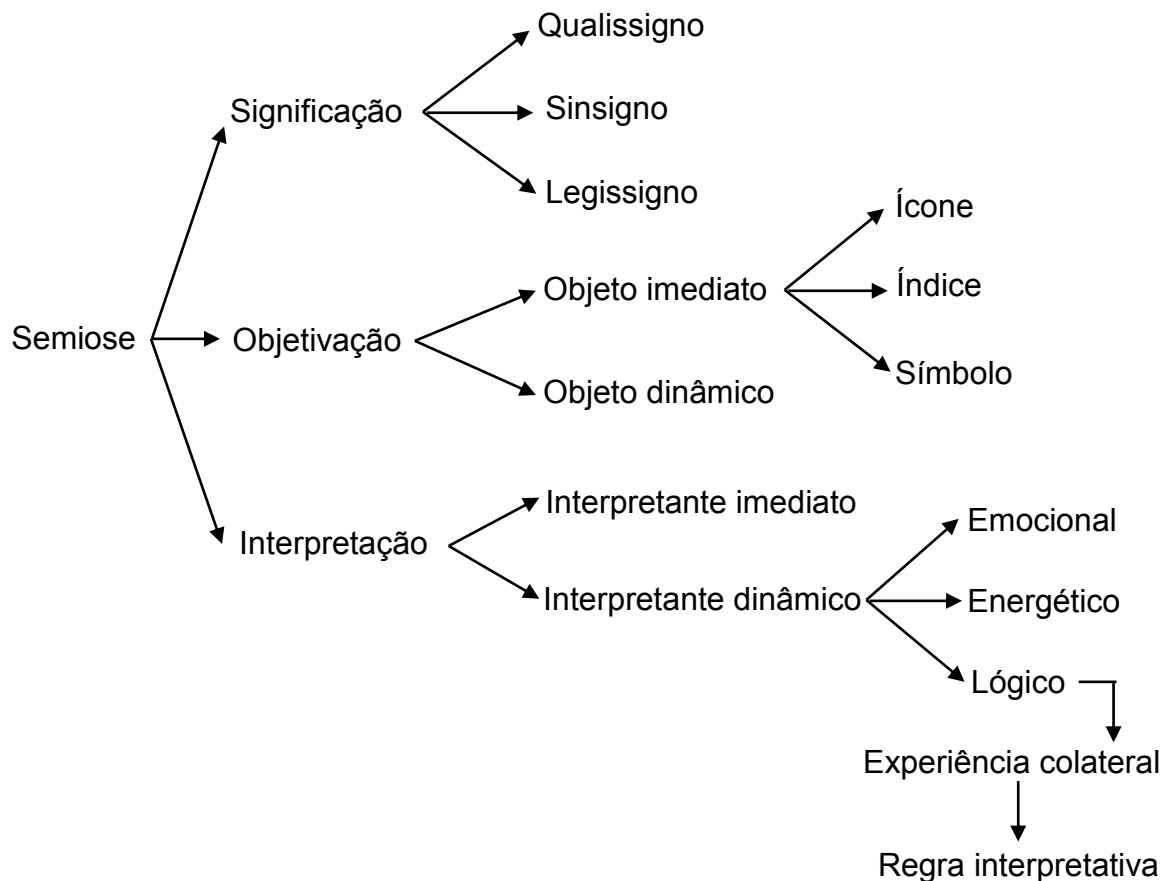 Qualissigno
Significação
Sinsigno
Legissigno
Ícone
Objeto imediato
Índice
Semiose
Objetivação
Símbolo
Objeto dinâmico
Interpretante imediato
Emocional
Interpretação
Interpretante dinâmico
Energético
Lógico
Experiência colateral
Regra interpretativa